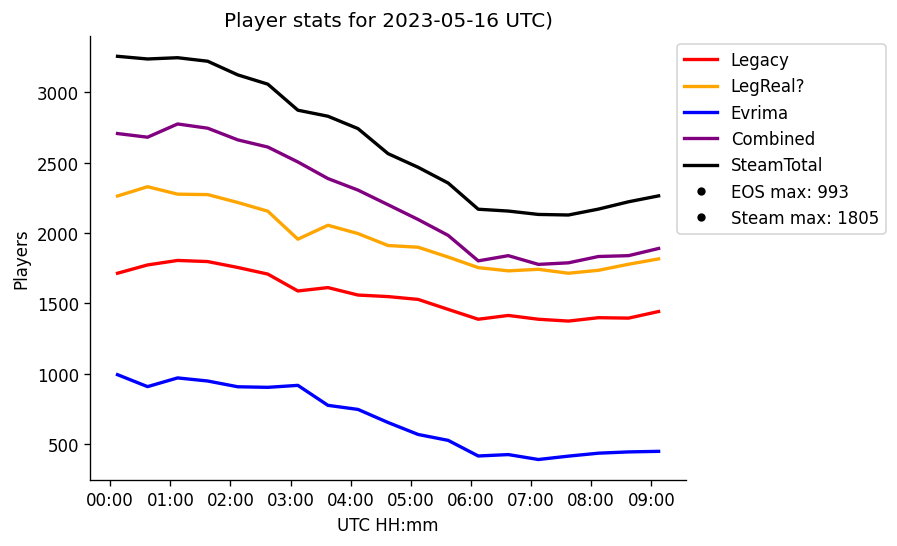 Player stats for 2023-05-16 UTC)
Legacy
LegReal?
Evrima
Combined
SteamTotal
EOS max: 993
Steam max: 1805
Players
3000
2500
2000
1500
1000
500
00:00 01:00 02:00 03:00 04:00 05:00 06:00 07:00 08:00 09:00
UTC HH:mm